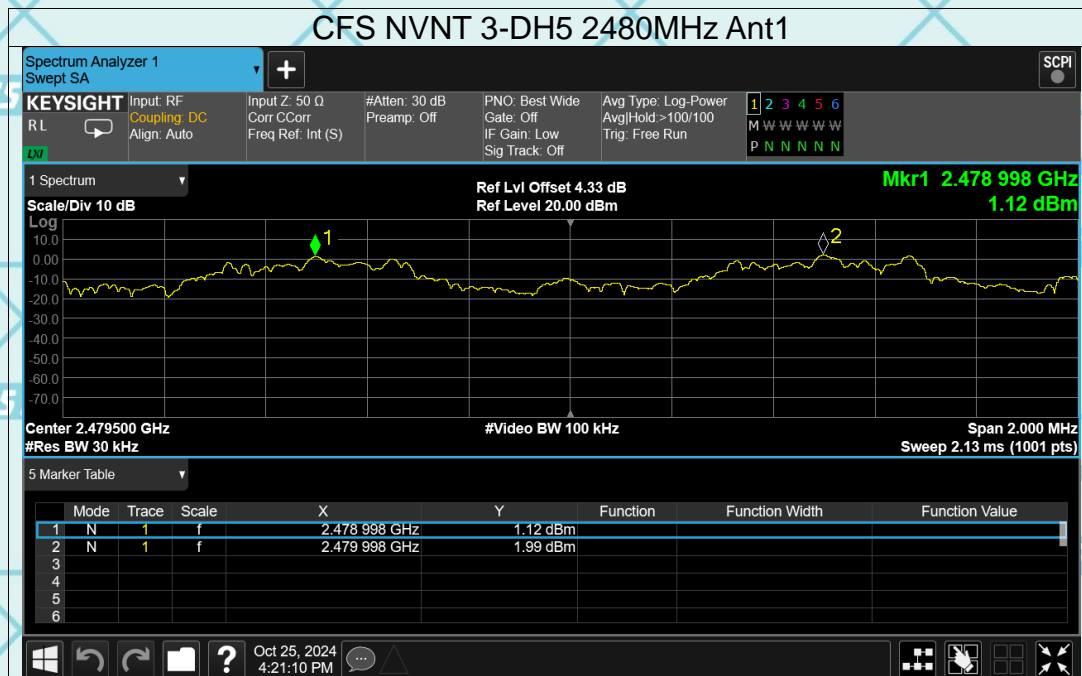 CFS NVNT 3-DH5 2480MHz Ant1
Spectrum Analyzer 1
Swept SA
+
SCPI
KEYSIGHT
RL
LXI
Input: RF
Coupling: DC
Align: Auto
Input Z: 50 Ω
Corr CCorr
Freq Ref: Int (S)
#Atten: 30 dB
Preamp: Off
PNO: Best Wide
Gate: Off
IF Gain: Low
Sig Track: Off
Avg Type: Log-Power
Avg|Hold:>100/100
Trig: Free Run
1 2 3 4 5 6
M W W W W W
P N N N N N
1 Spectrum
Scale/Div 10 dB
Ref Lvl Offset 4.33 dB
Ref Level 20.00 dBm
Mkr1 2.478 998 GHz
1.12 dBm
Log
10.0
0.00
-10.0
-20.0
-30.0
-40.0
-50.0
-60.0
-70.0
1
2
Center 2.479500 GHz
#Res BW 30 kHz
#Video BW 100 kHz
Span 2.000 MHz
Sweep 2.13 ms (1001 pts)
5 Marker Table
Mode Trace Scale X Y Function Function Width Function Value
1 N 1 f 2.478 998 GHz 1.12 dBm
2 N 1 f 2.479 998 GHz 1.99 dBm
3
4
5
6
?
Oct 25, 2024
4:21:10 PM